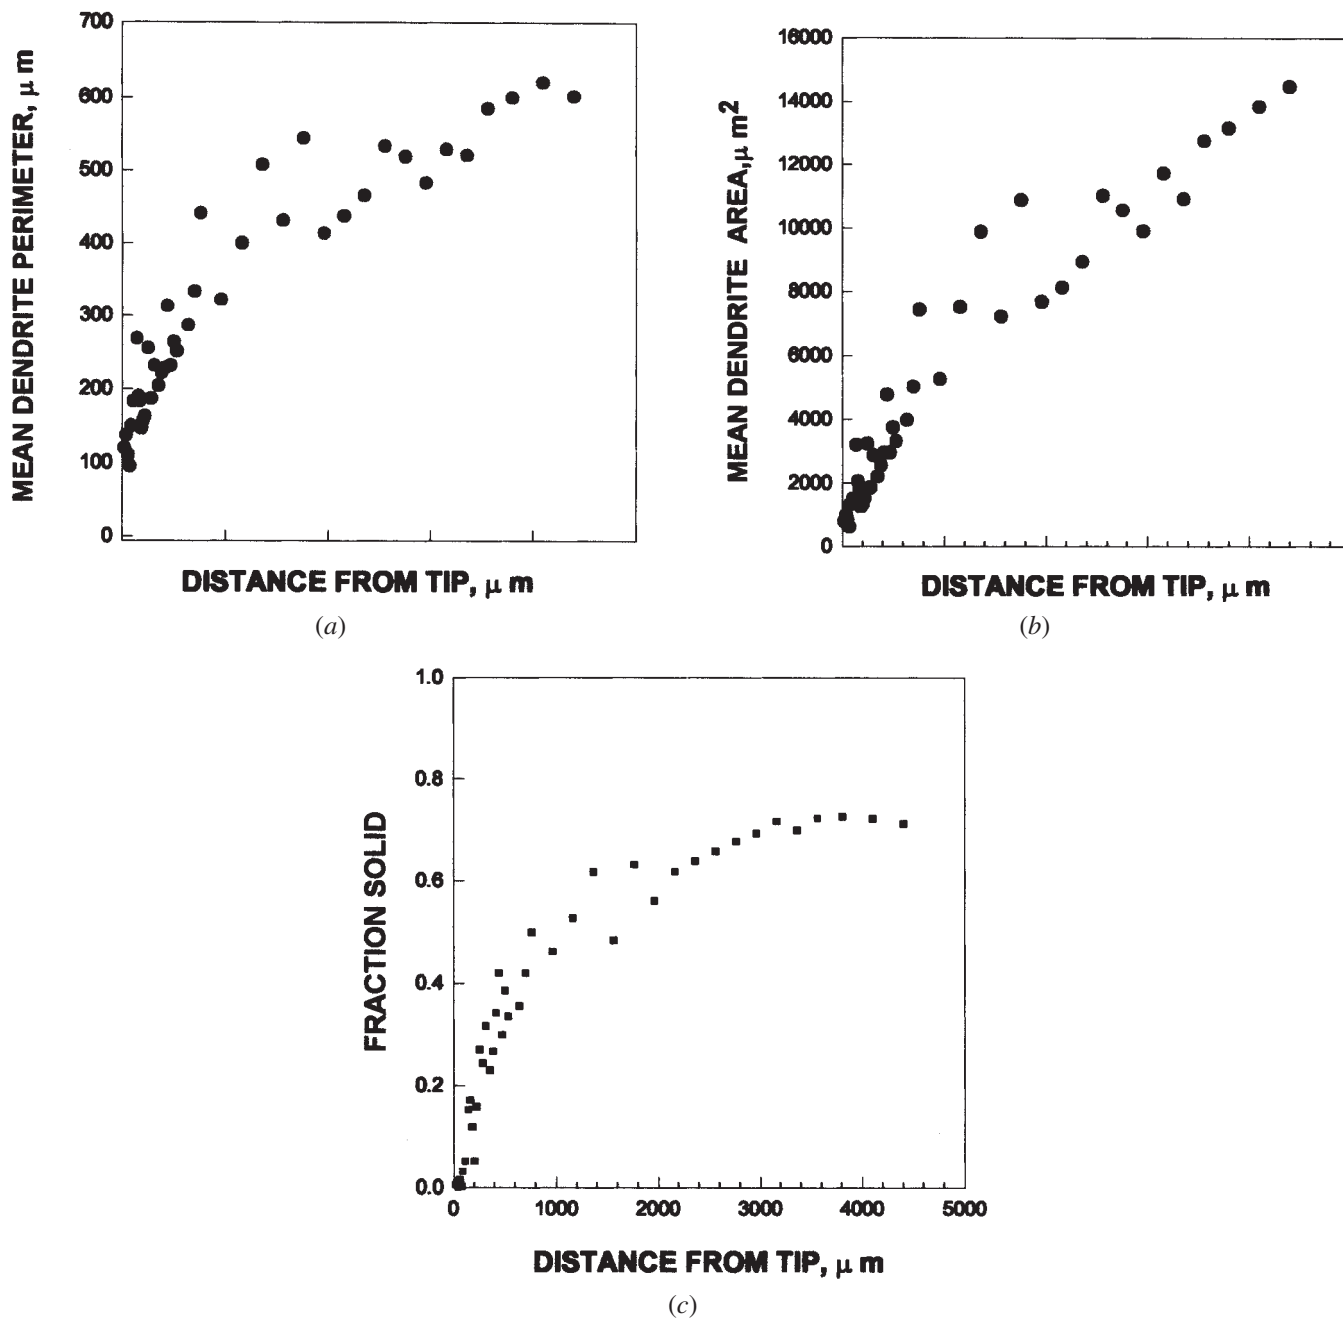 700
600
500
400
300
200
100
0
MEAN DENDRITE PERIMETER, μ m
DISTANCE FROM TIP, μ m
(a)
16000
14000
12000
10000
8000
6000
4000
2000
0
MEAN DENDRITE AREA,μ m²
DISTANCE FROM TIP, μ m
(b)
1.0
0.8
0.6
0.4
0.2
0.0
FRACTION SOLID
0 1000 2000 3000 4000 5000
DISTANCE FROM TIP, μ m
(c)